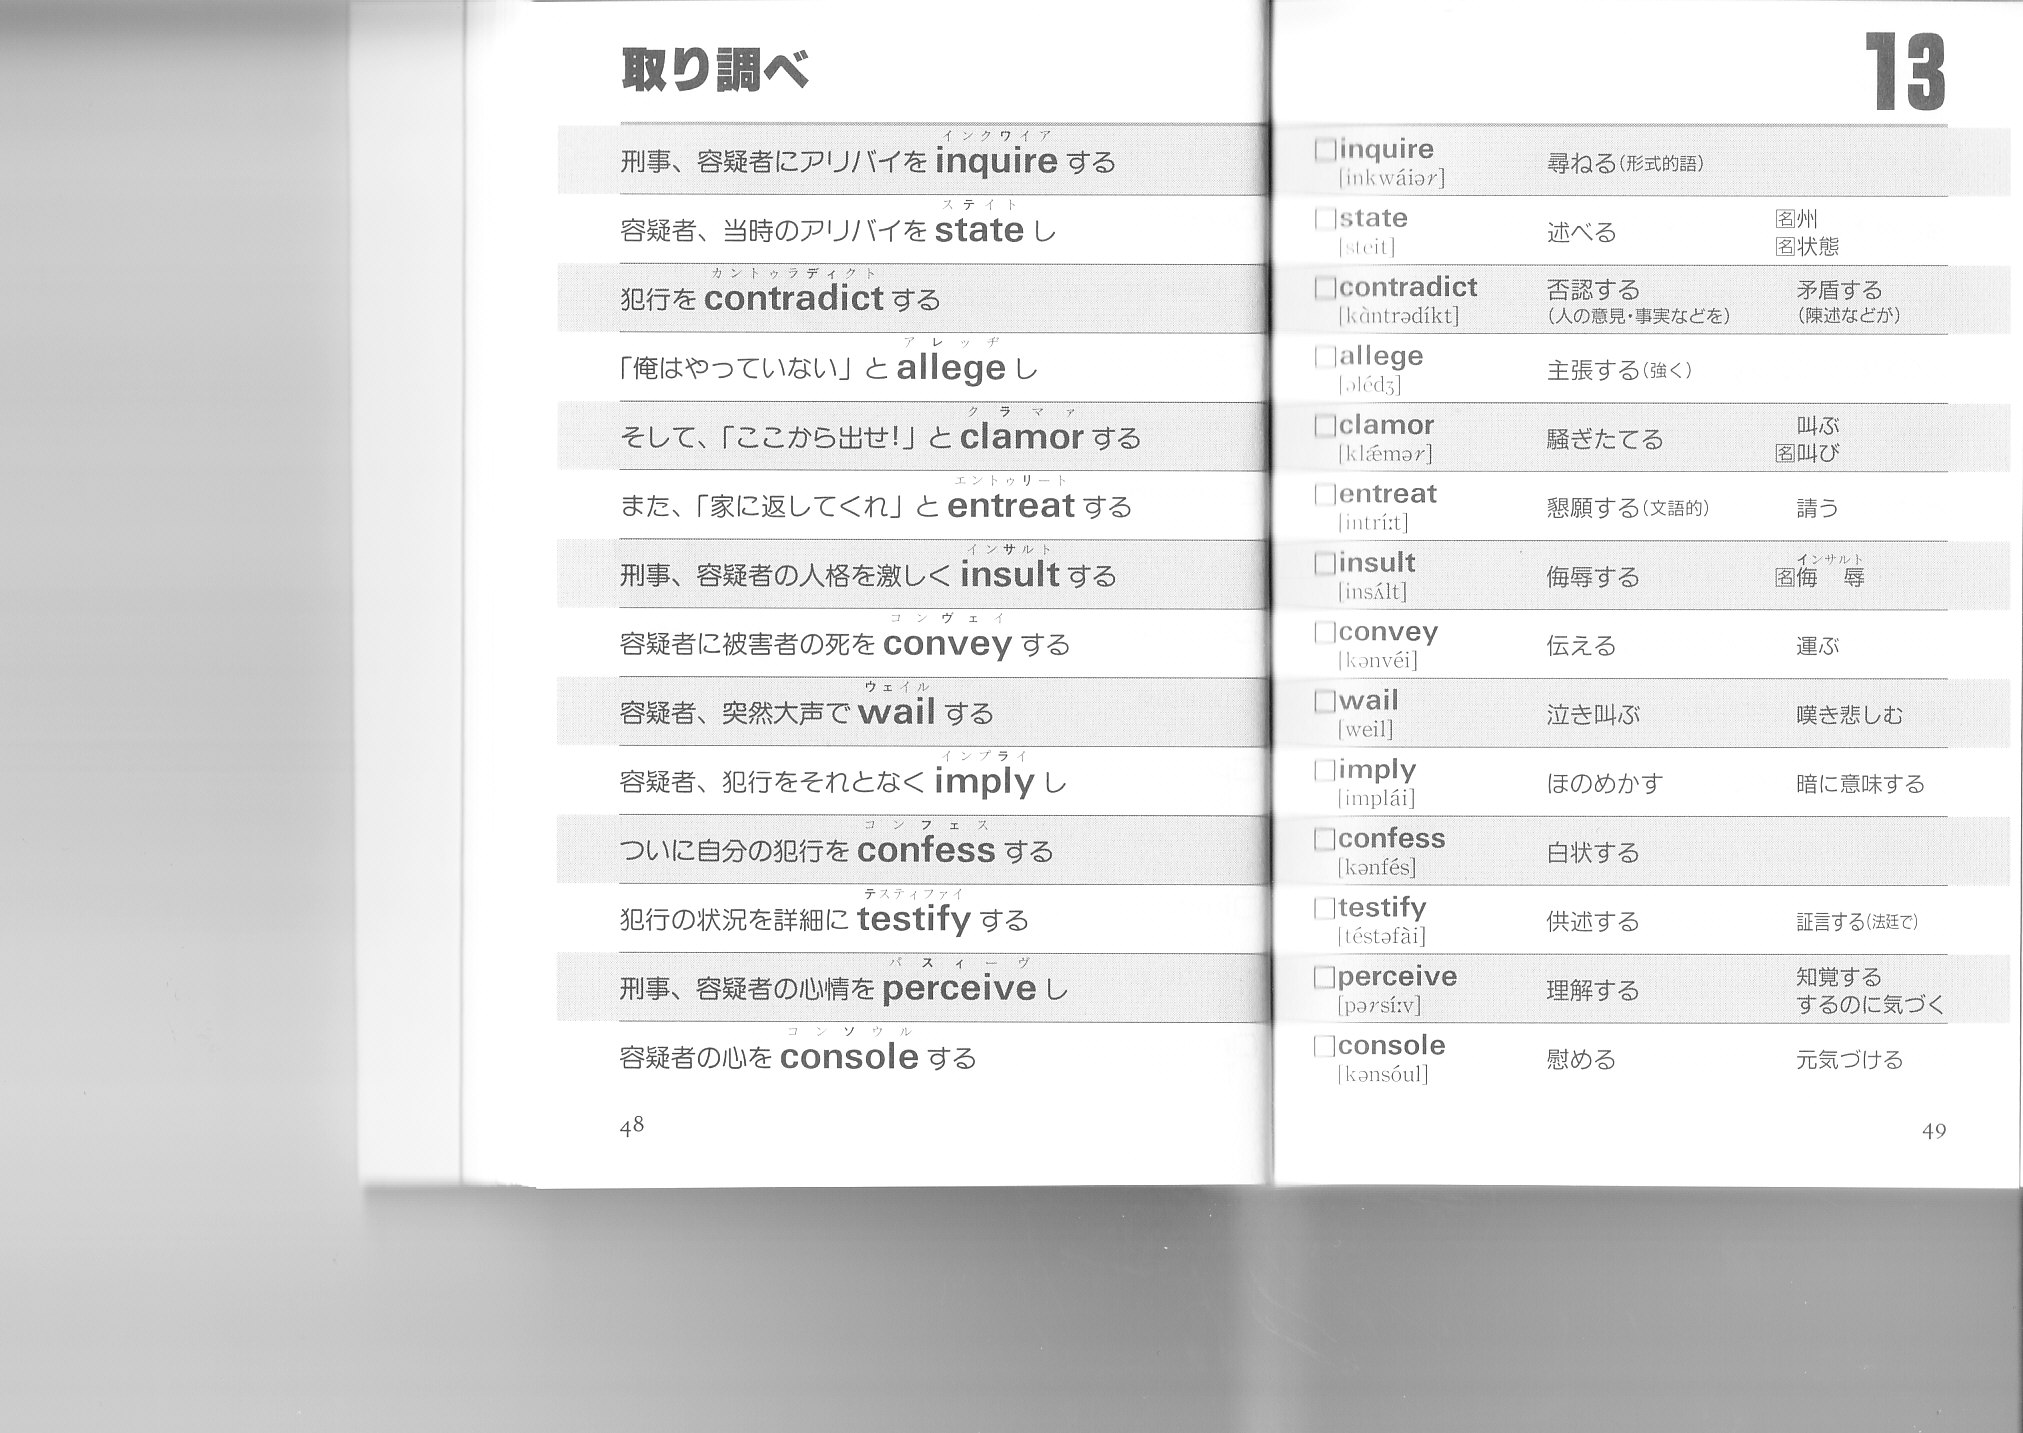 取り調べ
インクワイア
刑事、容疑者にアリバイを inquire する
ステイト
容疑者、当時のアリバイを state し
カントゥラディクト
犯行を contradict する
アレッヂ
「俺はやっていない」と allege し
クラマァ
そして、「ここから出せ!」と clamor する
エントゥリート
また、「家に返してくれ」と entreat する
インサルト
刑事、容疑者の人格を激しく insult する
コンヴェイ
容疑者に被害者の死を convey する
ウェイル
容疑者、突然大声で wail する
インプライ
容疑者、犯行をそれとなく imply し
コンフェス
ついに自分の犯行を confess する
テスティファイ
犯行の状況を詳細に testify する
パスィーヴ
刑事、容疑者の心情を perceive し
コンソウル
容疑者の心を console する
48
13
□inquire 尋ねる(形式的語)
[inkwáiər]
□state 述べる 名州
[steit] 名状態
□contradict 否認する 矛盾する
[kɑ̀ntrədíkt] (人の意見・事実などを) (陳述などが)
□allege 主張する(強く)
[əlédʒ]
□clamor 騒ぎたてる 叫ぶ
[klǽmər] 名叫び
□entreat 懇願する(文語的) 請う
[intríːt]
インサルト
□insult 侮辱する 名侮辱
[insʌ́lt]
□convey 伝える 運ぶ
[kənvéi]
□wail 泣き叫ぶ 嘆き悲しむ
[weil]
□imply ほのめかす 暗に意味する
[implái]
□confess 白状する
[kənfés]
□testify 供述する 証言する(法廷で)
[téstəfài]
□perceive 理解する 知覚する
[pərsíːv] するのに気づく
□console 慰める 元気づける
[kənsóul]
49